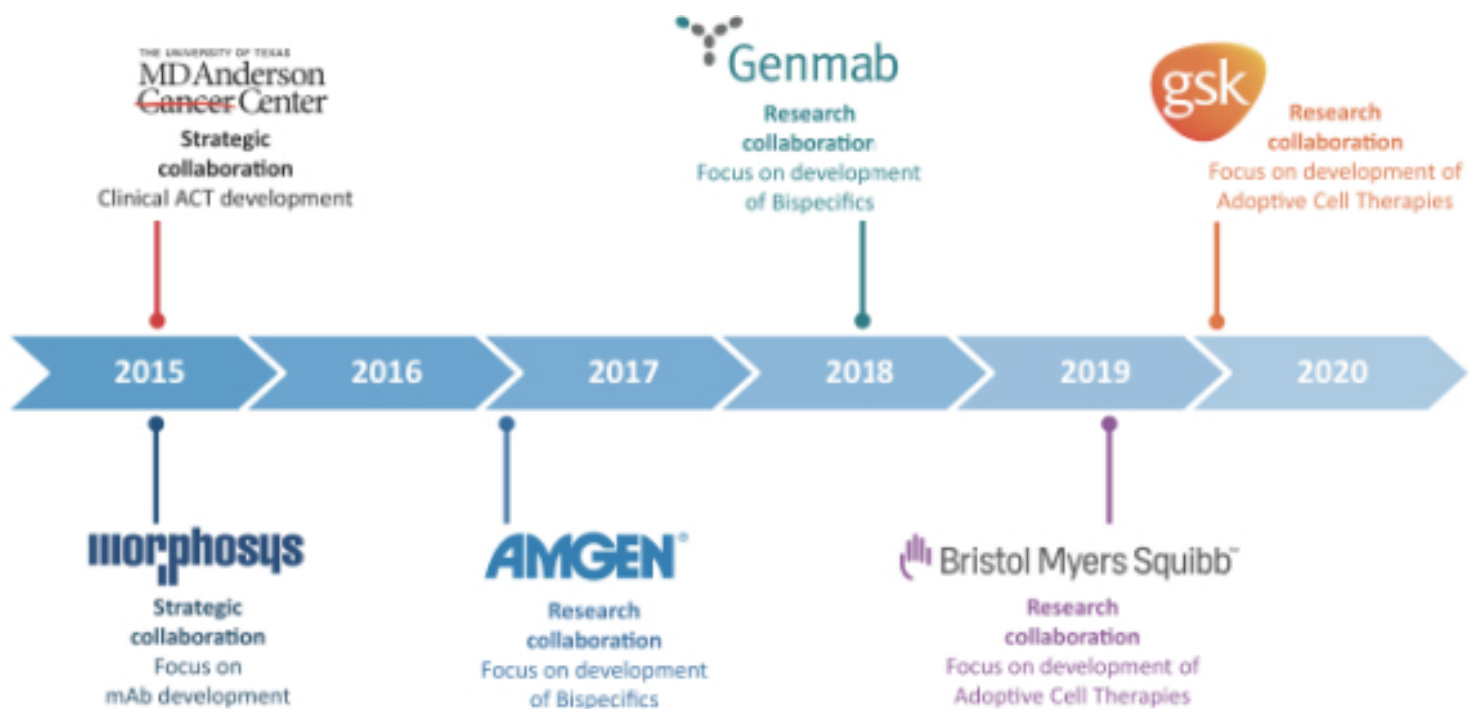 THE UNIVERSITY OF TEXAS
MD Anderson
Cancer Center
Strategic
collaboration
Clinical ACT development
Genmab
Research
collaboration
Focus on development
of Bispecifics
gsk
Research
collaboration
Focus on development of
Adoptive Cell Therapies
2015
2016
2017
2018
2019
2020
morphosys
Strategic
collaboration
Focus on
mAb development
AMGEN®
Research
collaboration
Focus on development
of Bispecifics
Bristol Myers Squibb™
Research
collaboration
Focus on development of
Adoptive Cell Therapies